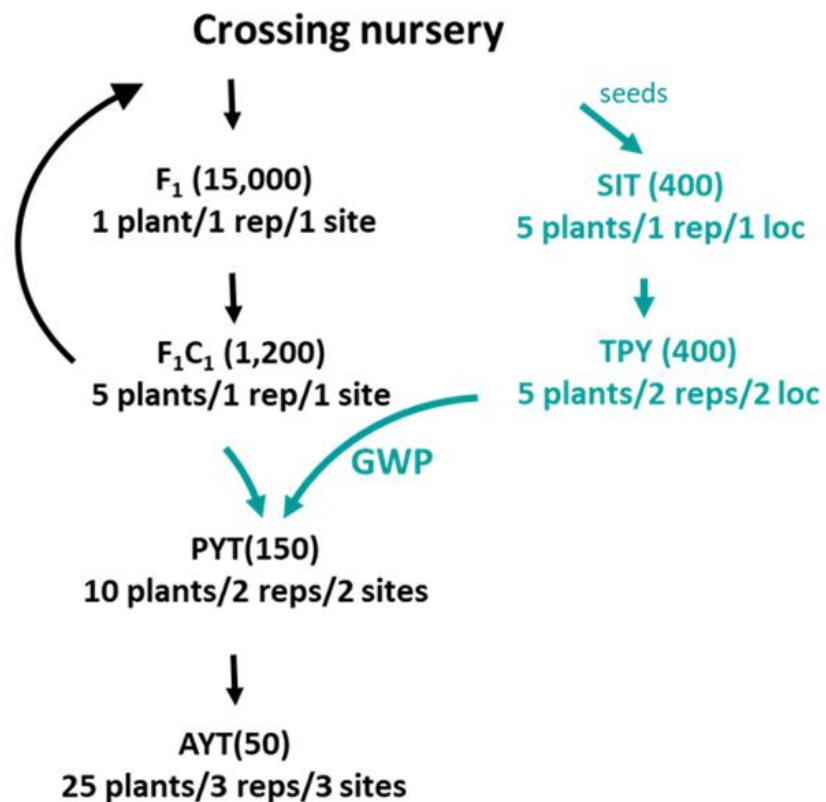 Crossing nursery
seeds
F₁ (15,000)
1 plant/1 rep/1 site
SIT (400)
5 plants/1 rep/1 loc
F₁C₁ (1,200)
5 plants/1 rep/1 site
TPY (400)
5 plants/2 reps/2 loc
GWP
PYT(150)
10 plants/2 reps/2 sites
AYT(50)
25 plants/3 reps/3 sites